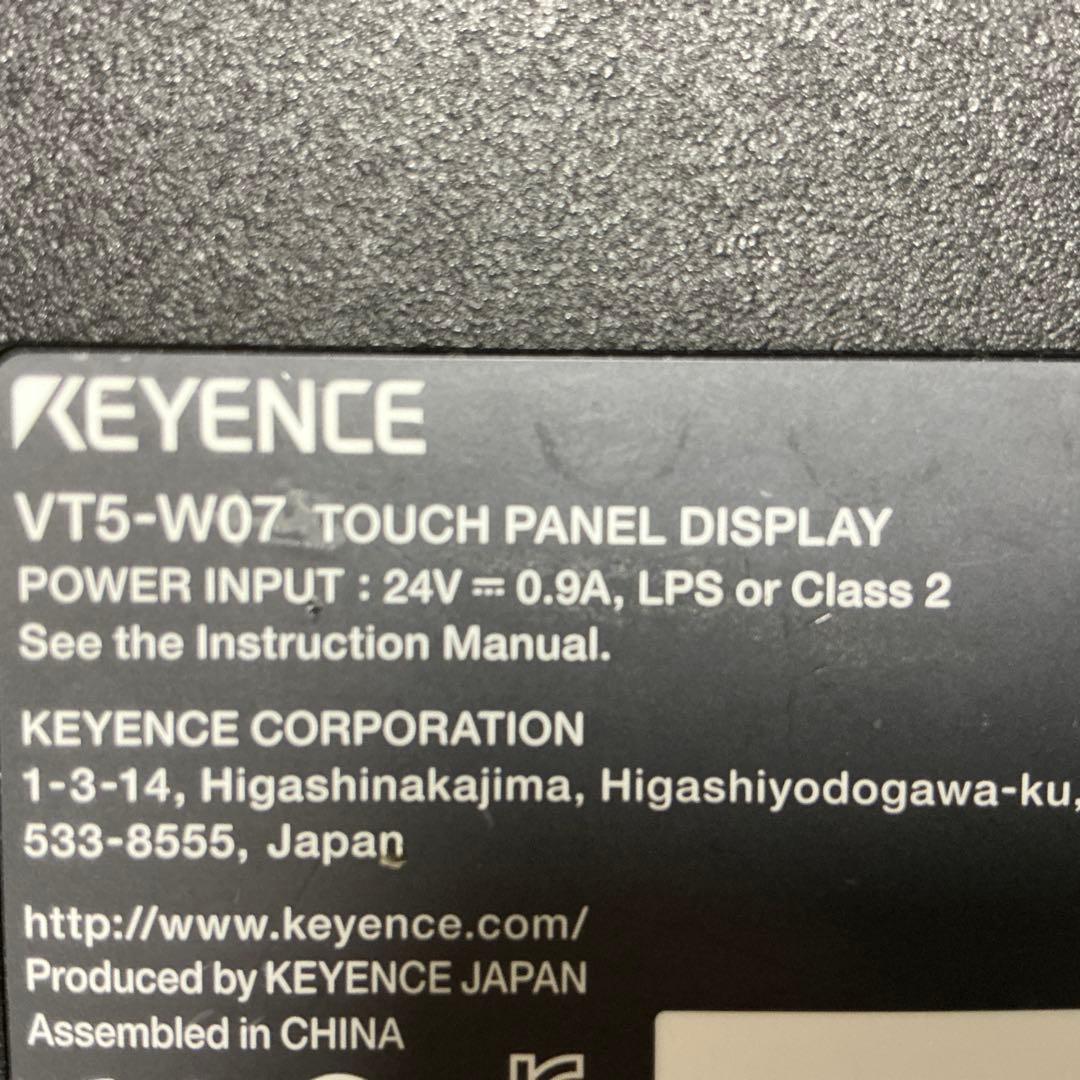 KEYENCE
VT5-W07 TOUCH PANEL DISPLAY
POWER INPUT : 24V ⎓ 0.9A, LPS or Class 2
See the Instruction Manual.
KEYENCE CORPORATION
1-3-14, Higashinakajima, Higashiyodogawa-ku,
533-8555, Japan
http://www.keyence.com/
Produced by KEYENCE JAPAN
Assembled in CHINA